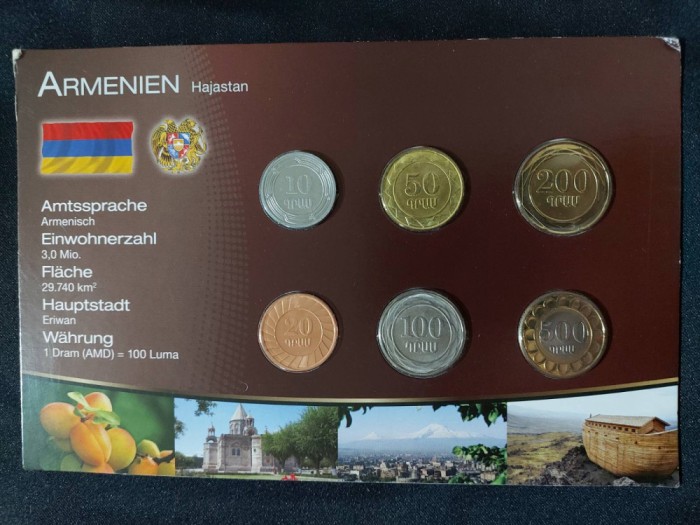 ARMENIEN Hajastan
Amtssprache
Armenisch
Einwohnerzahl
3,0 Mio.
Fläche
29.740 km²
Hauptstadt
Eriwan
Währung
1 Dram (AMD) = 100 Luma
10
ԴՐԱՄ
50
ԴՐԱՄ
200
ԴՐԱՄ
20
ԴՐԱՄ
100
ԴՐԱՄ
500
ԴՐԱՄ